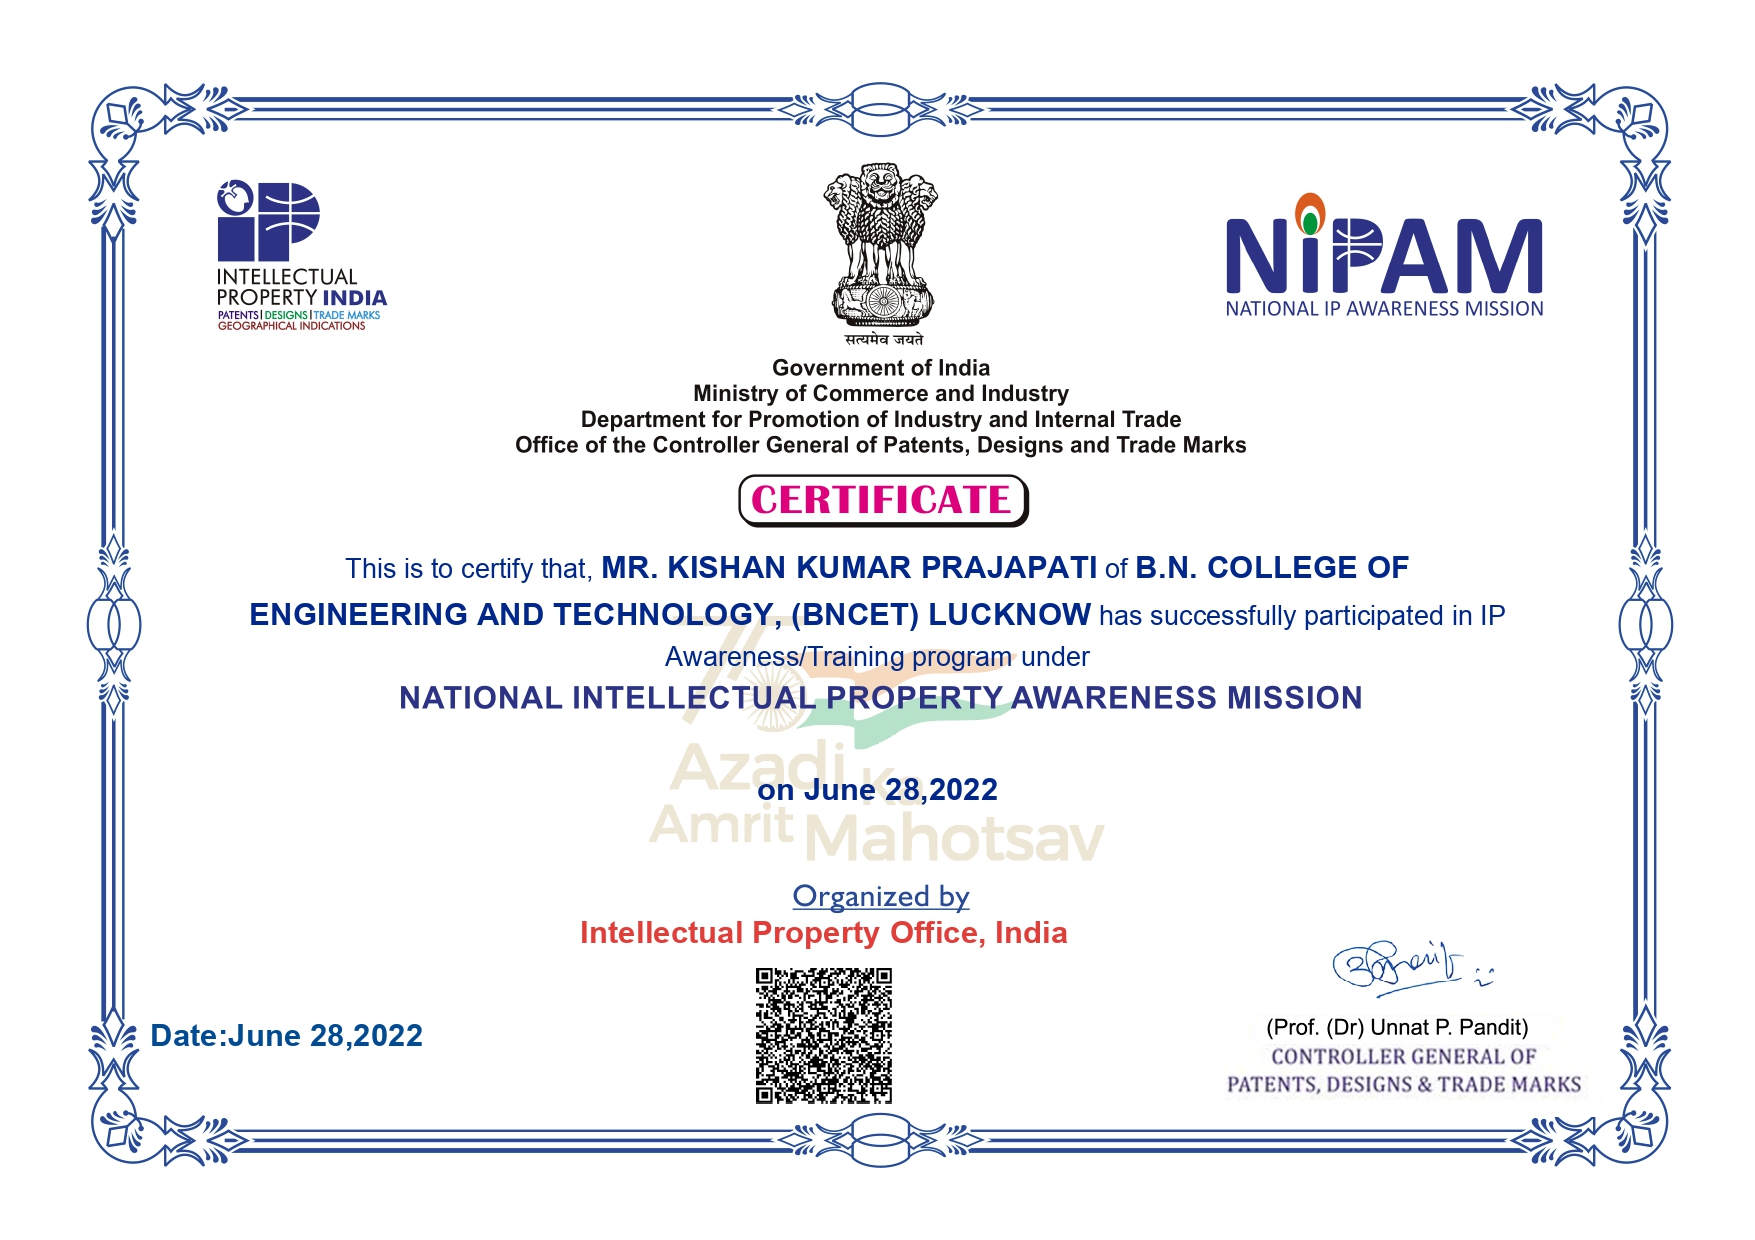 INTELLECTUAL
PROPERTY INDIA
PATENTS | DESIGNS | TRADE MARKS
GEOGRAPHICAL INDICATIONS
सत्यमेव जयते
NiPAM
NATIONAL IP AWARENESS MISSION
Government of India
Ministry of Commerce and Industry
Department for Promotion of Industry and Internal Trade
Office of the Controller General of Patents, Designs and Trade Marks
CERTIFICATE
This is to certify that, MR. KISHAN KUMAR PRAJAPATI of B.N. COLLEGE OF
ENGINEERING AND TECHNOLOGY, (BNCET) LUCKNOW has successfully participated in IP
Awareness/Training program under
NATIONAL INTELLECTUAL PROPERTY AWARENESS MISSION
Azadi Ka
on June 28,2022
Amrit Mahotsav
Organized by
Intellectual Property Office, India
Date:June 28,2022
(Prof. (Dr) Unnat P. Pandit)
CONTROLLER GENERAL OF
PATENTS, DESIGNS & TRADE MARKS